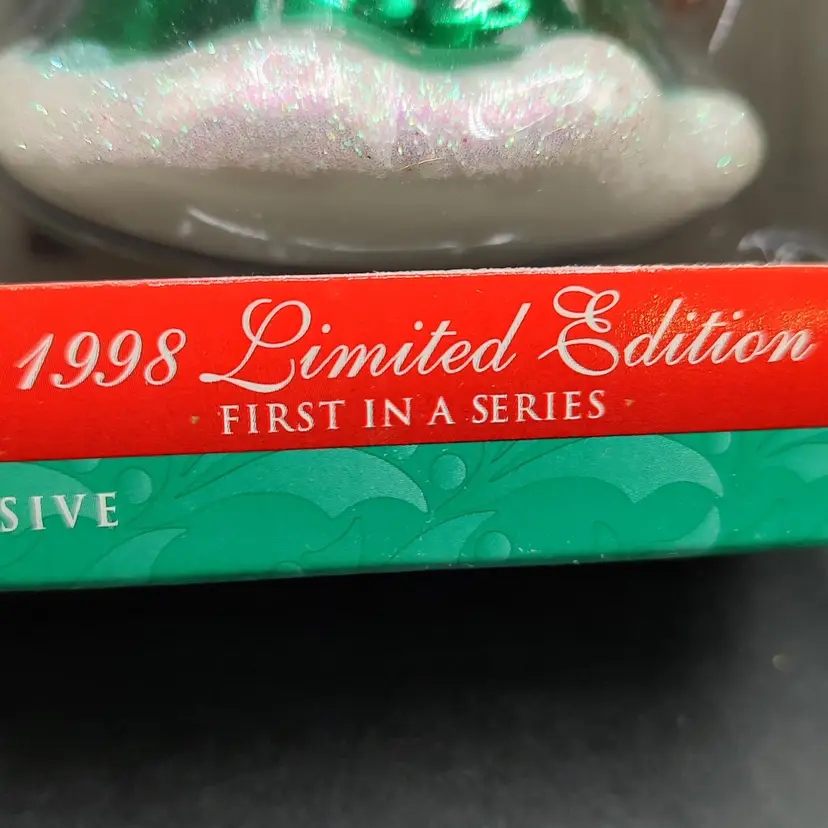 1998 Limited Edition
FIRST IN A SERIES
SIVE